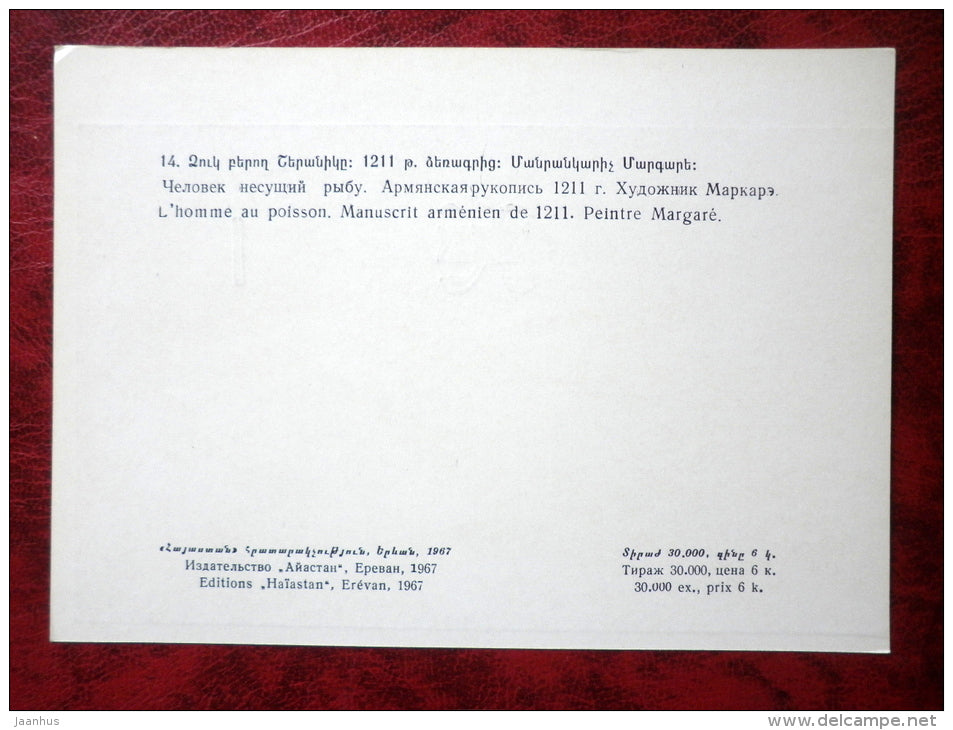 14. Ձուկ բերող Շերանիկը: 1211 թ. ձեռագրից: Մանրանկարիչ Մարգարե:
Человек несущий рыбу. Армянская рукопись 1211 г. Художник Маркарэ.
L'homme au poisson. Manuscrit arménien de 1211. Peintre Margaré.
«Հայաստան» հրատարակչություն, Երևան, 1967
Издательство „Айастан“, Ереван, 1967
Editions „Haïastan“, Erévan, 1967
Տիրաժ 30.000, գինը 6 կ.
Тираж 30.000, цена 6 к.
30.000 ex., prix 6 k.
jaanhus
delcampe.net